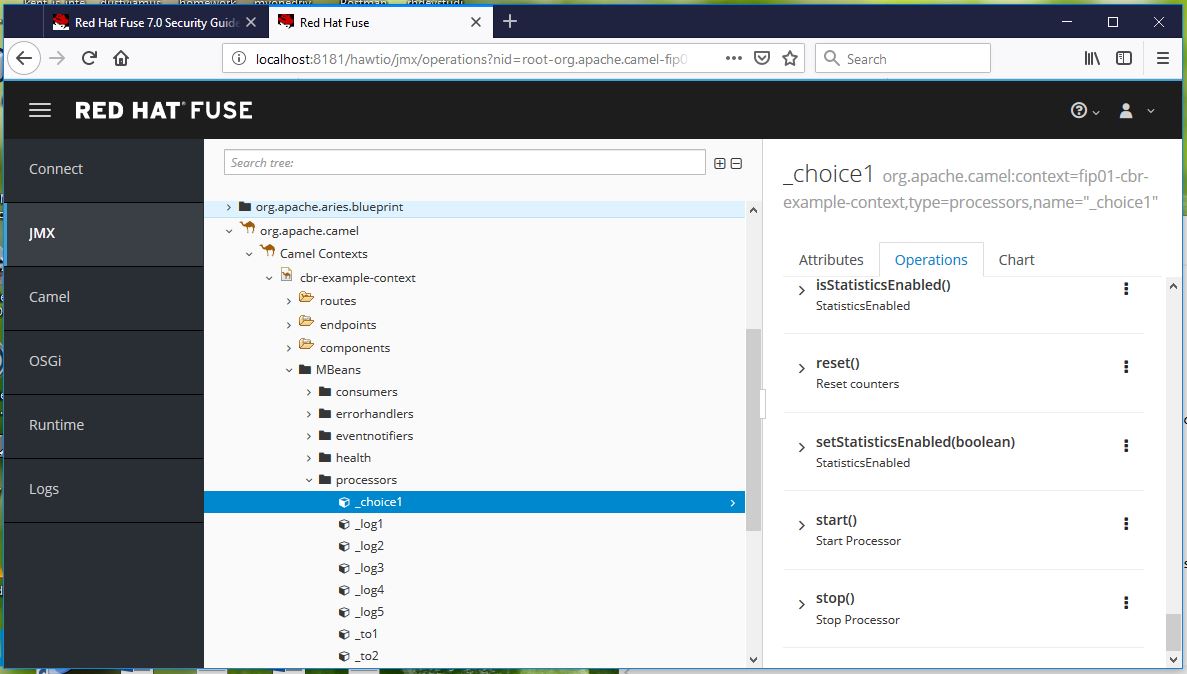 Red Hat Fuse 7.0 Security Guide
Red Hat Fuse
localhost:8181/hawtio/jmx/operations?nid=root-org.apache.camel-fip0
Search
RED HAT FUSE
Connect
JMX
Camel
OSGi
Runtime
Logs
Search tree:
org.apache.aries.blueprint
org.apache.camel
Camel Contexts
cbr-example-context
routes
endpoints
components
MBeans
consumers
errorhandlers
eventnotifiers
health
processors
_choice1
_log1
_log2
_log3
_log4
_log5
_to1
_to2
_choice1 org.apache.camel:context=fip01-cbr-
example-context,type=processors,name="_choice1"
Attributes Operations Chart
isStatisticsEnabled()
StatisticsEnabled
reset()
Reset counters
setStatisticsEnabled(boolean)
StatisticsEnabled
start()
Start Processor
stop()
Stop Processor